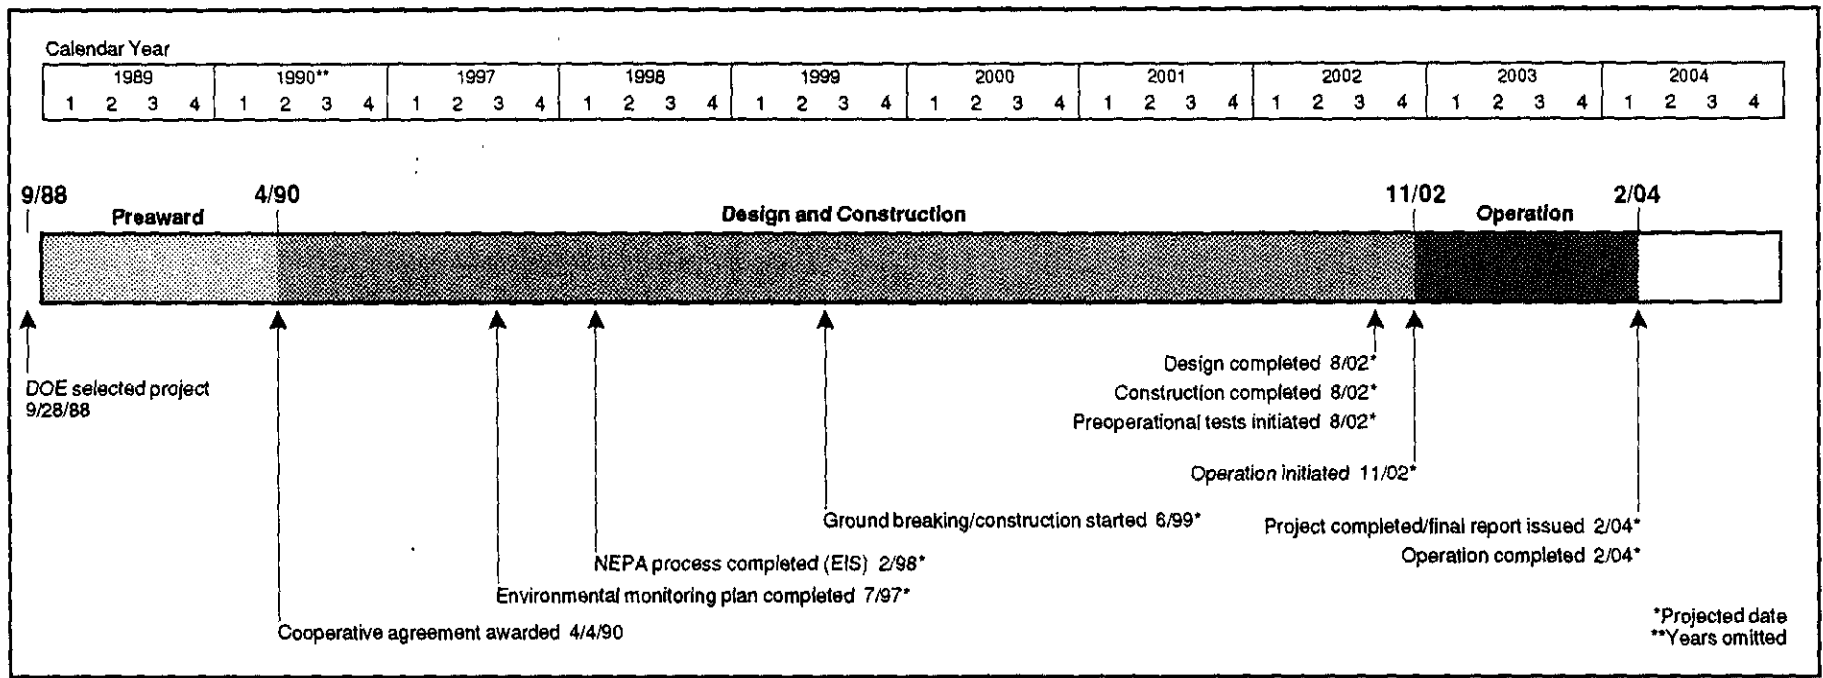 Calendar Year
1989 1990** 1997 1998 1999 2000 2001 2002 2003 2004
1 2 3 4 1 2 3 4 1 2 3 4 1 2 3 4 1 2 3 4 1 2 3 4 1 2 3 4 1 2 3 4 1 2 3 4 1 2 3 4
9/88 4/90 11/02 2/04
Preaward Design and Construction Operation
DOE selected project
9/28/88
Design completed 8/02*
Construction completed 8/02*
Preoperational tests initiated 8/02*
Operation initiated 11/02*
Ground breaking/construction started 6/99*
Project completed/final report issued 2/04*
Operation completed 2/04*
NEPA process completed (EIS) 2/98*
Environmental monitoring plan completed 7/97*
Cooperative agreement awarded 4/4/90
*Projected date
**Years omitted